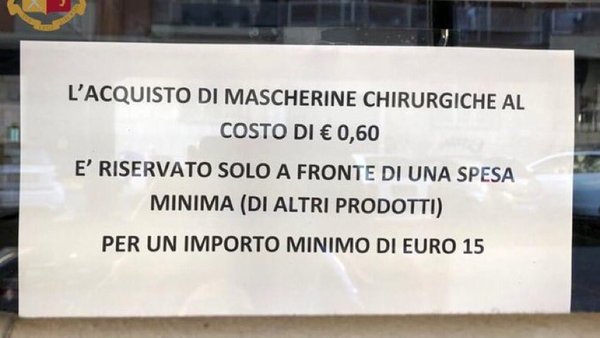 L'ACQUISTO DI MASCHERINE CHIRURGICHE AL
COSTO DI € 0,60
E' RISERVATO SOLO A FRONTE DI UNA SPESA
MINIMA (DI ALTRI PRODOTTI)
PER UN IMPORTO MINIMO DI EURO 15